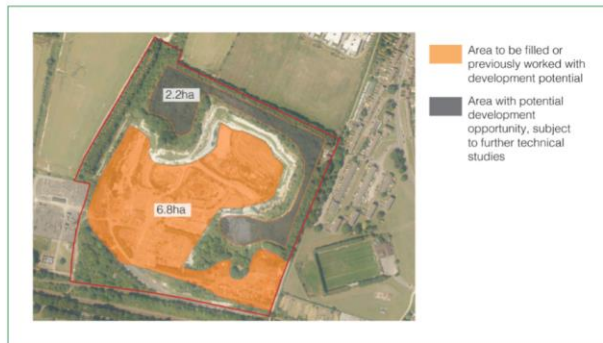 2.2ha
6.8ha
Area to be filled or
previously worked with
development potential
Area with potential
development
opportunity, subject
to further technical
studies